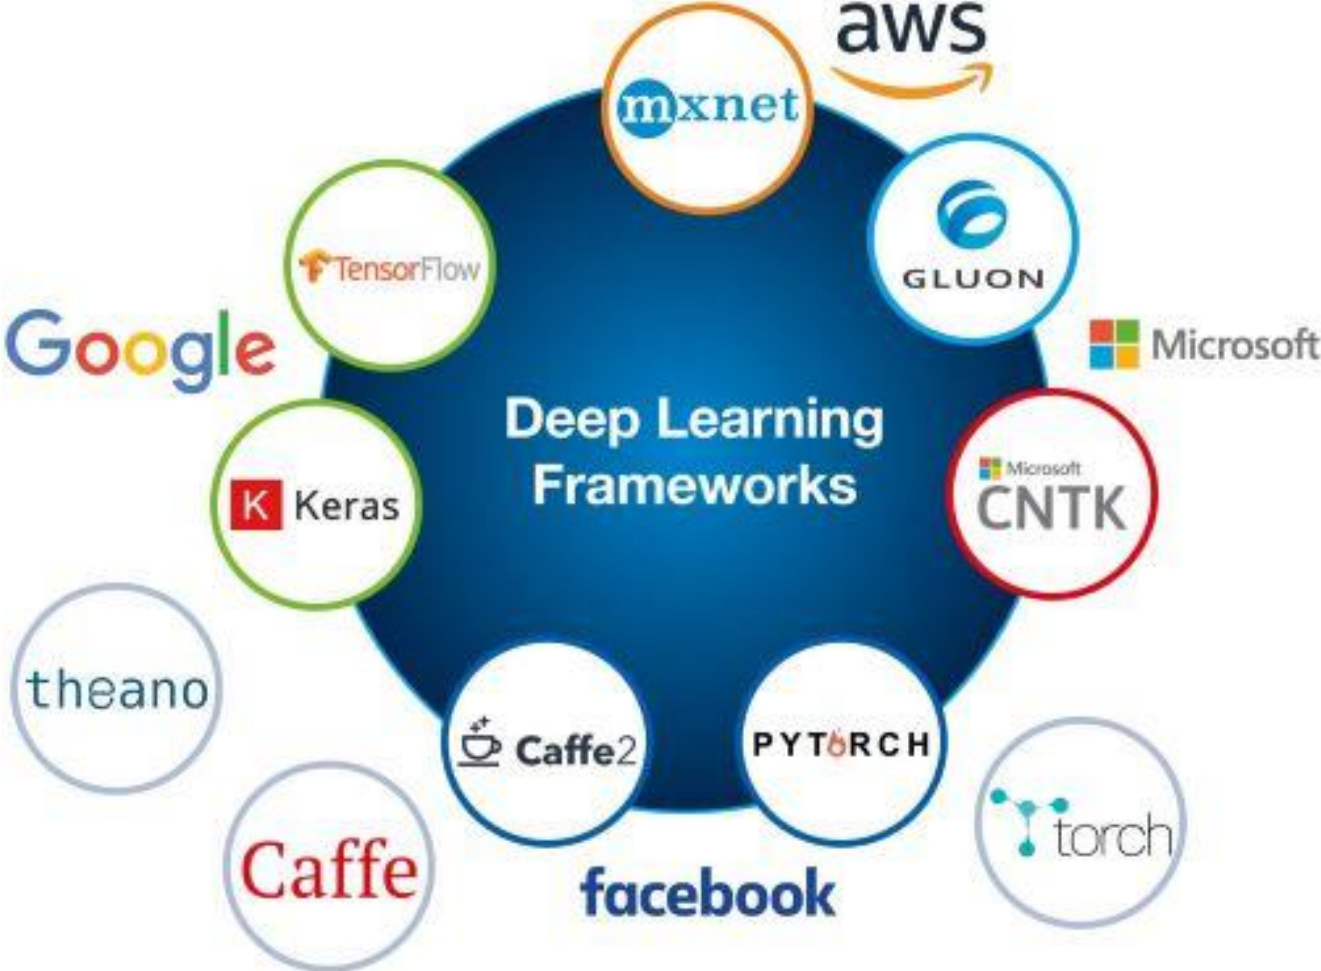 aws
mxnet
GLUON
TensorFlow
Google
Microsoft
Deep Learning
Frameworks
K Keras
Microsoft
CNTK
theano
Caffe2
PYTORCH
torch
Caffe
facebook